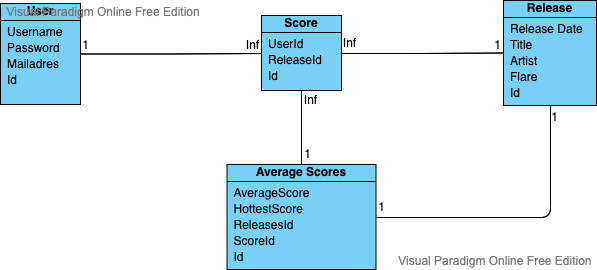 Visual Paradigm Online Free Edition
User
Username
Password
Mailadres
Id
1
Inf
Score
UserId
ReleaseId
Id
Inf
1
Inf
1
Release
Release Date
Title
Artist
Flare
Id
1
Average Scores
AverageScore
HottestScore
ReleasesId
ScoreId
Id
1
Visual Paradigm Online Free Edition